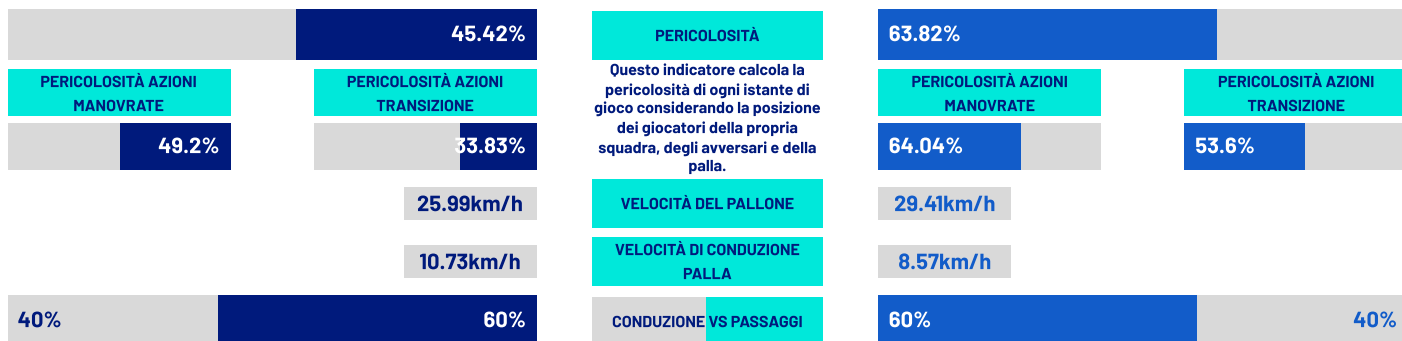 45.42%
PERICOLOSITÀ
63.82%
PERICOLOSITÀ AZIONI
MANOVRATE
PERICOLOSITÀ AZIONI
TRANSIZIONE
Questo indicatore calcola la
pericolosità di ogni istante di
gioco considerando la posizione
dei giocatori della propria
squadra, degli avversari e della
palla.
PERICOLOSITÀ AZIONI
MANOVRATE
PERICOLOSITÀ AZIONI
TRANSIZIONE
49.2%
33.83%
64.04%
53.6%
25.99km/h
VELOCITÀ DEL PALLONE
29.41km/h
10.73km/h
VELOCITÀ DI CONDUZIONE
PALLA
8.57km/h
40%
60%
CONDUZIONE VS PASSAGGI
60%
40%